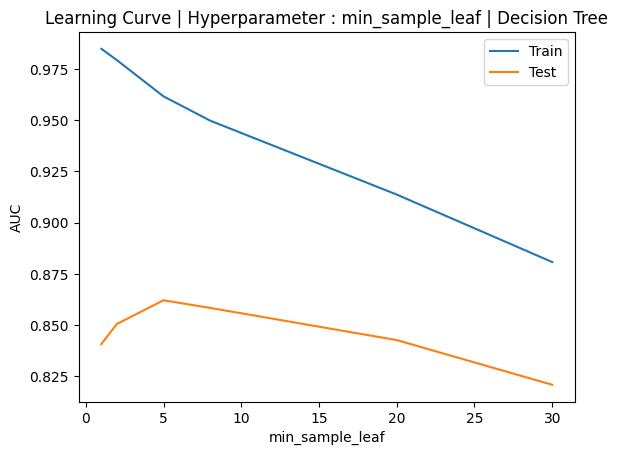 Learning Curve | Hyperparameter : min_sample_leaf | Decision Tree
Train
Test
AUC
0.975
0.950
0.925
0.900
0.875
0.850
0.825
0 5 10 15 20 25 30
min_sample_leaf